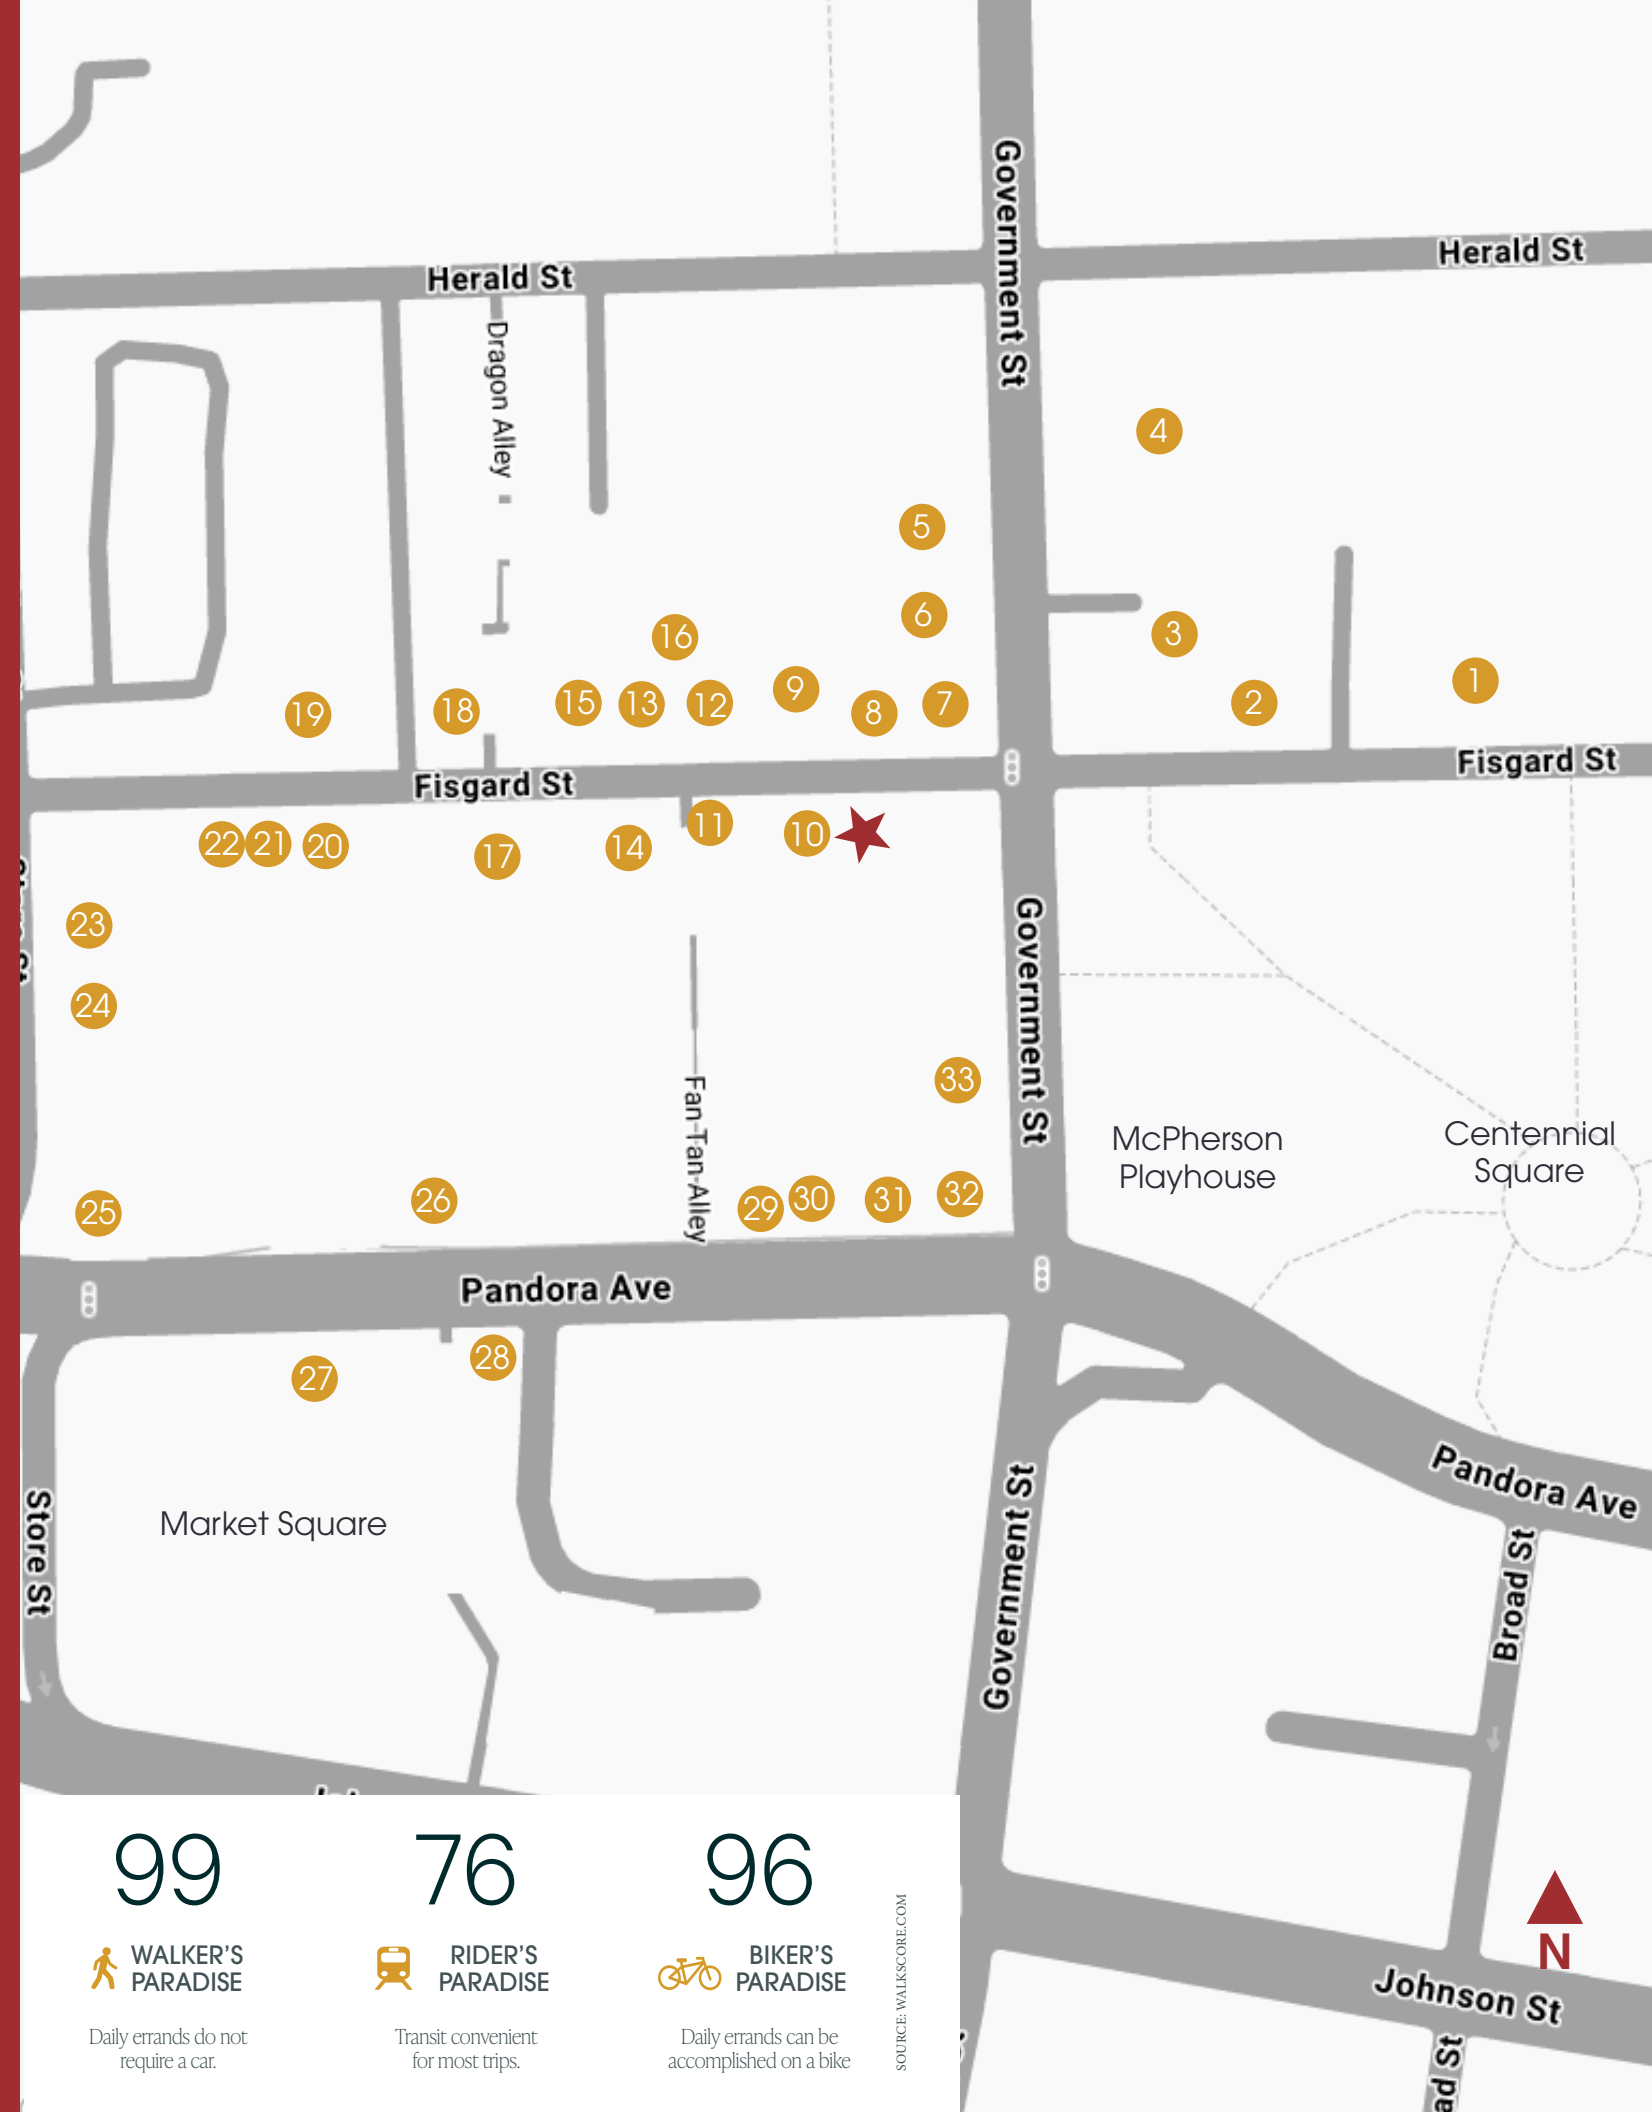 Government St
Herald St
Herald St
Dragon Alley
4
5
6
16
3
1
9
15
13
12
8
7
2
19
18
Fisgard St
Fisgard St
11
10
22
21
20
17
14
23
24
Government St
33
Fan-Tan-Alley
McPherson
Playhouse
Centennial
Square
25
26
29
30
31
32
Pandora Ave
27
28
Market Square
Store St
Government St
Pandora Ave
Broad St
99
WALKER'S
PARADISE
Daily errands do not
require a car.
76
RIDER'S
PARADISE
Transit convenient
for most trips.
96
BIKER'S
PARADISE
Daily errands can be
accomplished on a bike
SOURCE: WALKSCORE.COM
N
Johnson St